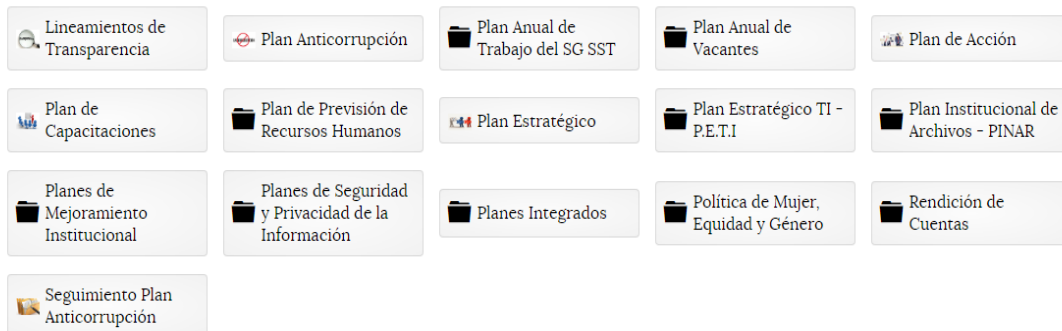 Lineamientos de
Transparencia
Plan Anticorrupción
Plan Anual de
Trabajo del SG SST
Plan Anual de
Vacantes
Plan de Acción
Plan de
Capacitaciones
Plan de Previsión de
Recursos Humanos
Plan Estratégico
Plan Estratégico TI -
P.E.T.I
Plan Institucional de
Archivos - PINAR
Planes de
Mejoramiento
Institucional
Planes de Seguridad
y Privacidad de la
Información
Planes Integrados
Política de Mujer,
Equidad y Género
Rendición de
Cuentas
Seguimiento Plan
Anticorrupción